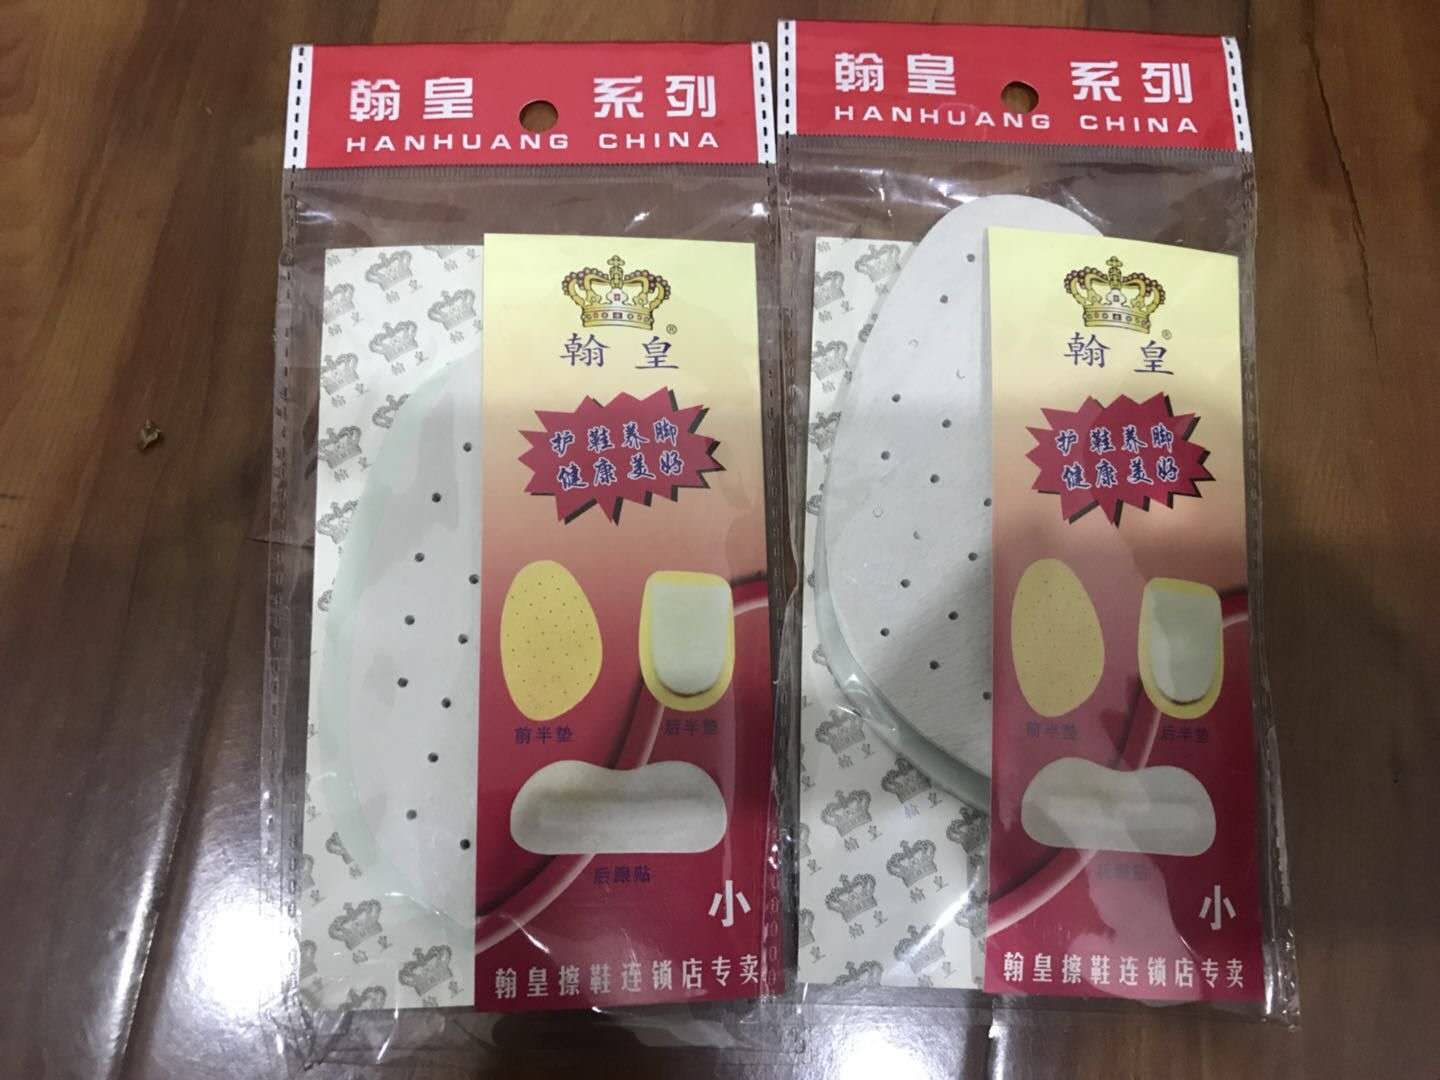 翰皇 系列
HANHUANG CHINA
翰皇®
护鞋养脚
健康美好
前半垫 后半垫
后跟贴
小
翰皇擦鞋连锁店专卖
翰皇 系列
HANHUANG CHINA
翰皇®
护鞋养脚
健康美好
前半垫 后半垫
小
翰皇擦鞋连锁店专卖